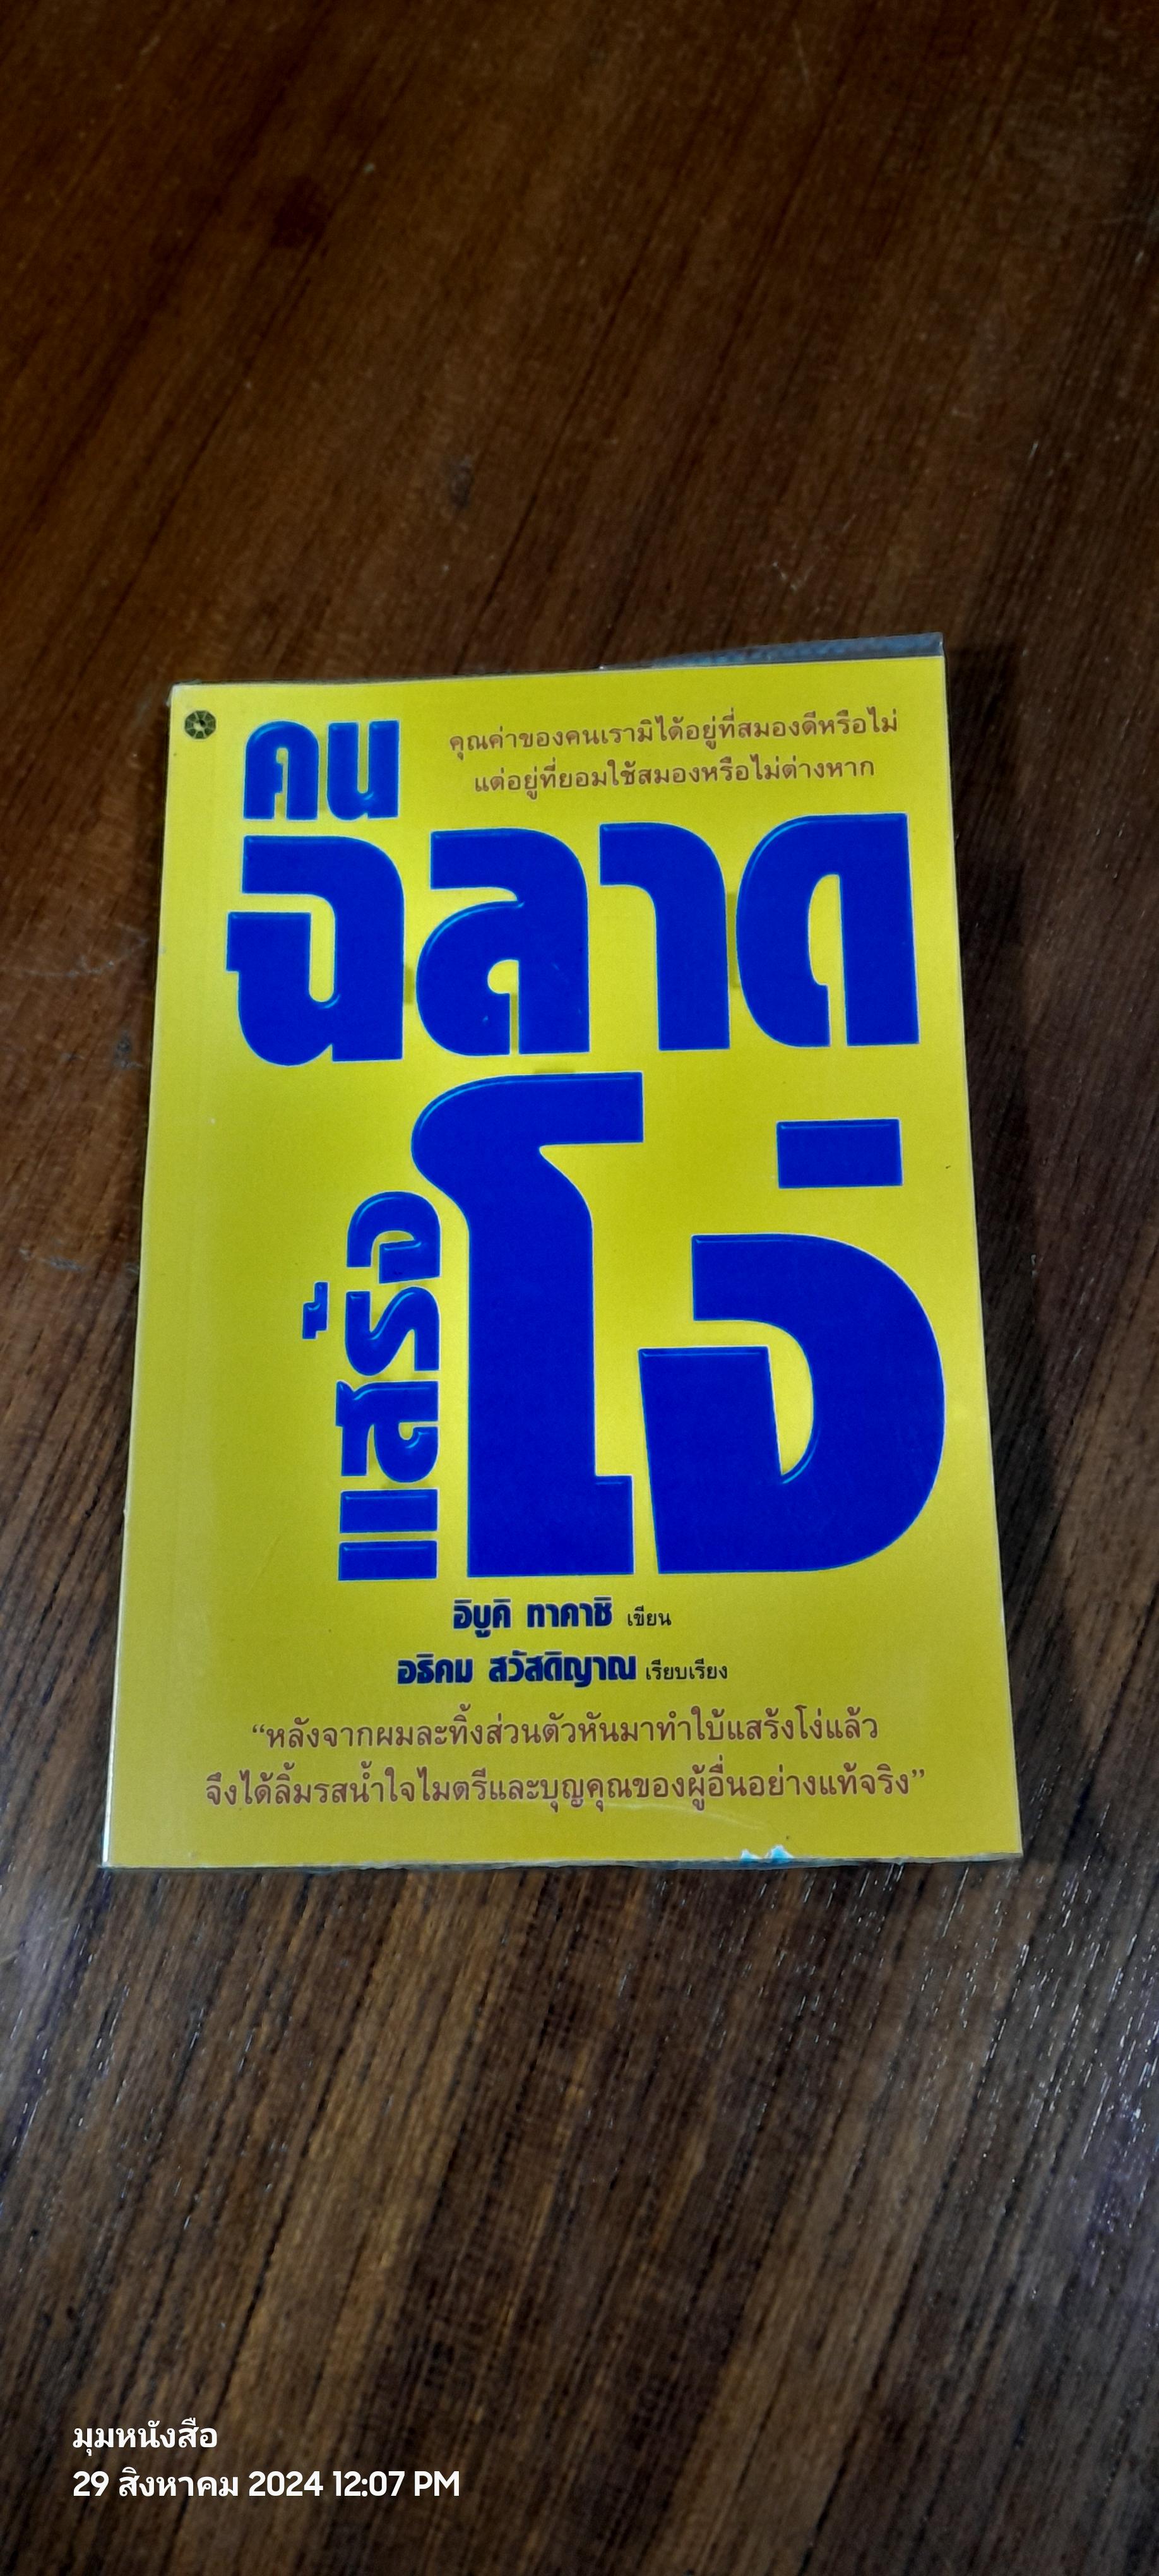 คน
คุณค่าของคนเรามิได้อยู่ที่สมองดีหรือไม่
แต่อยู่ที่ยอมใช้สมองหรือไม่ต่างหาก
ฉลาด
แสร้ง
โง่
อิบูคิ ทาคาชิ เขียน
อธิคม สวัสดิญาณ เรียบเรียง
“หลังจากผมละทิ้งส่วนตัวหันมาทำใบ้แสร้งโง่แล้ว
จึงได้ลิ้มรสน้ำใจไมตรีและบุญคุณของผู้อื่นอย่างแท้จริง”
มุมหนังสือ
29 สิงหาคม 2024 12:07 PM